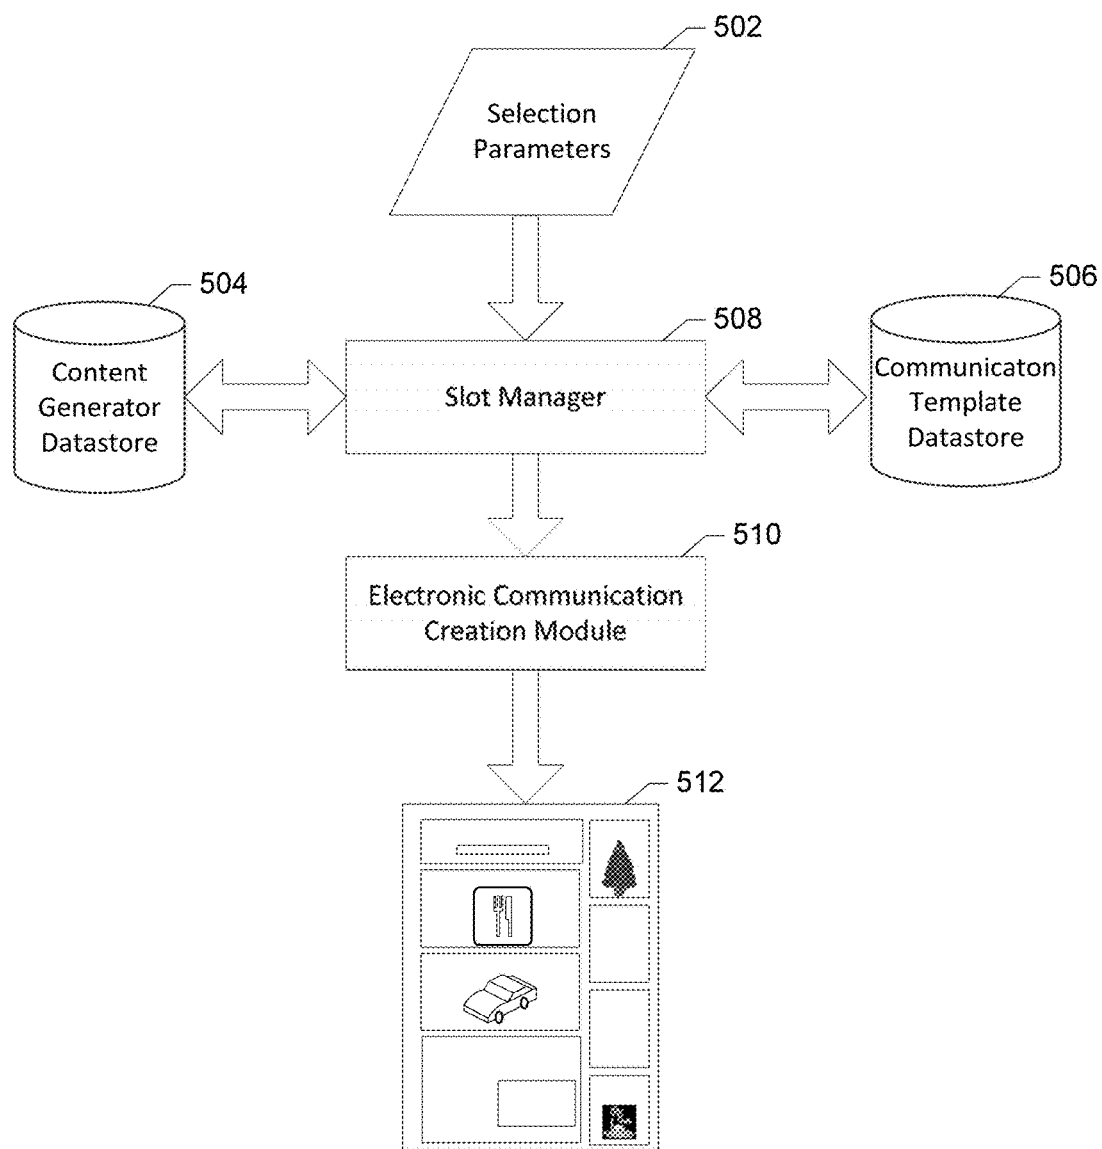 502
Selection
Parameters
504
Content
Generator
Datastore
508
Slot Manager
506
Communicaton
Template
Datastore
510
Electronic Communication
Creation Module
512